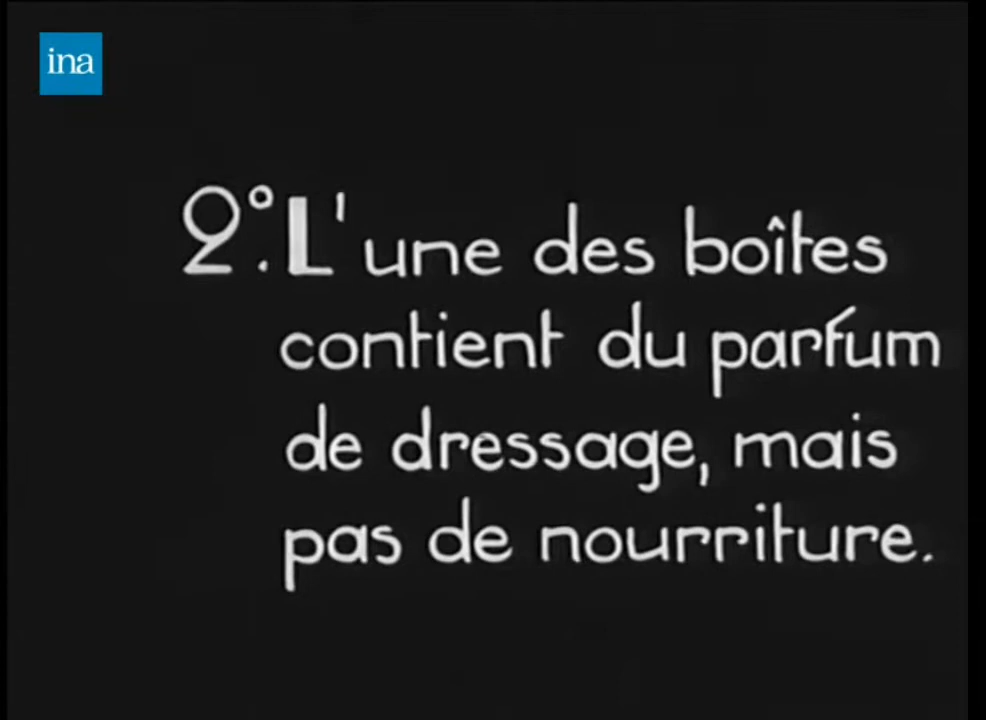 ina
2°. L'une des boîtes
contient du parfum
de dressage, mais
pas de nourriture.